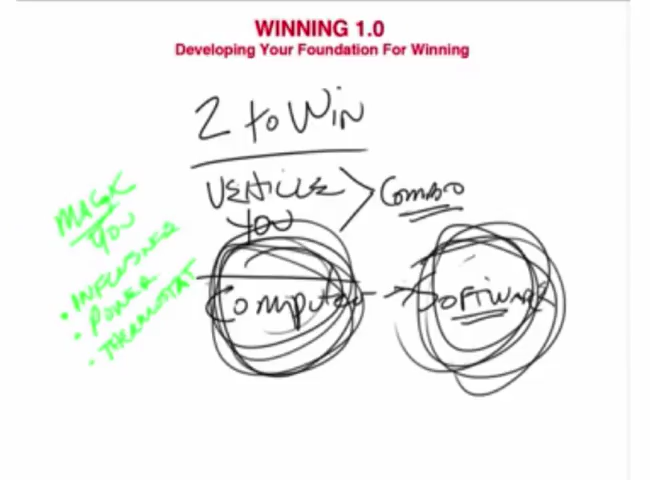 WINNING 1.0
Developing Your Foundation For Winning
2 to WiN
VEHiCLE
YOU
COMBO
COMPUTER
SOFTWARE
MAGIC
YOU
• INFLUENCE
• POWER
• THERMOSTAT